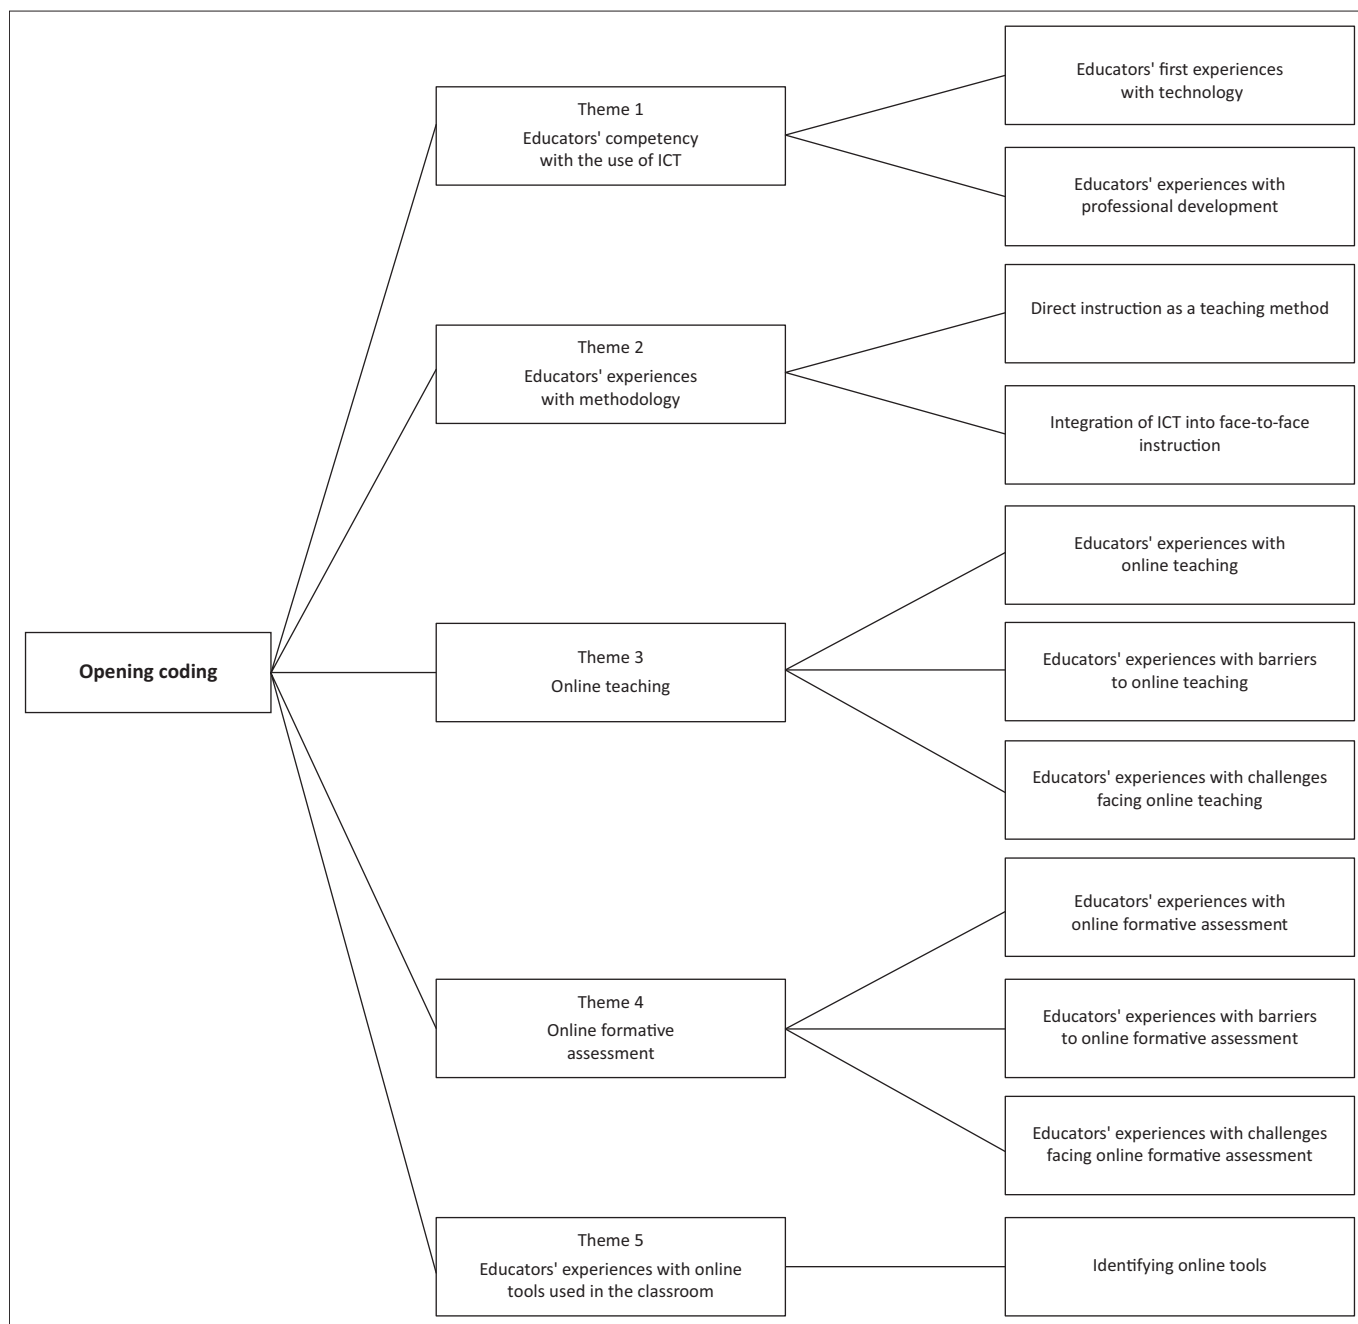 Opening coding
Theme 1
Educators' competency
with the use of ICT
Educators' first experiences
with technology
Educators' experiences with
professional development
Theme 2
Educators' experiences
with methodology
Direct instruction as a teaching method
Integration of ICT into face-to-face
instruction
Theme 3
Online teaching
Educators' experiences with
online teaching
Educators' experiences with barriers
to online teaching
Educators' experiences with challenges
facing online teaching
Theme 4
Online formative
assessment
Educators' experiences with
online formative assessment
Educators' experiences with barriers
to online formative assessment
Educators' experiences with challenges
facing online formative assessment
Theme 5
Educators' experiences with online
tools used in the classroom
Identifying online tools